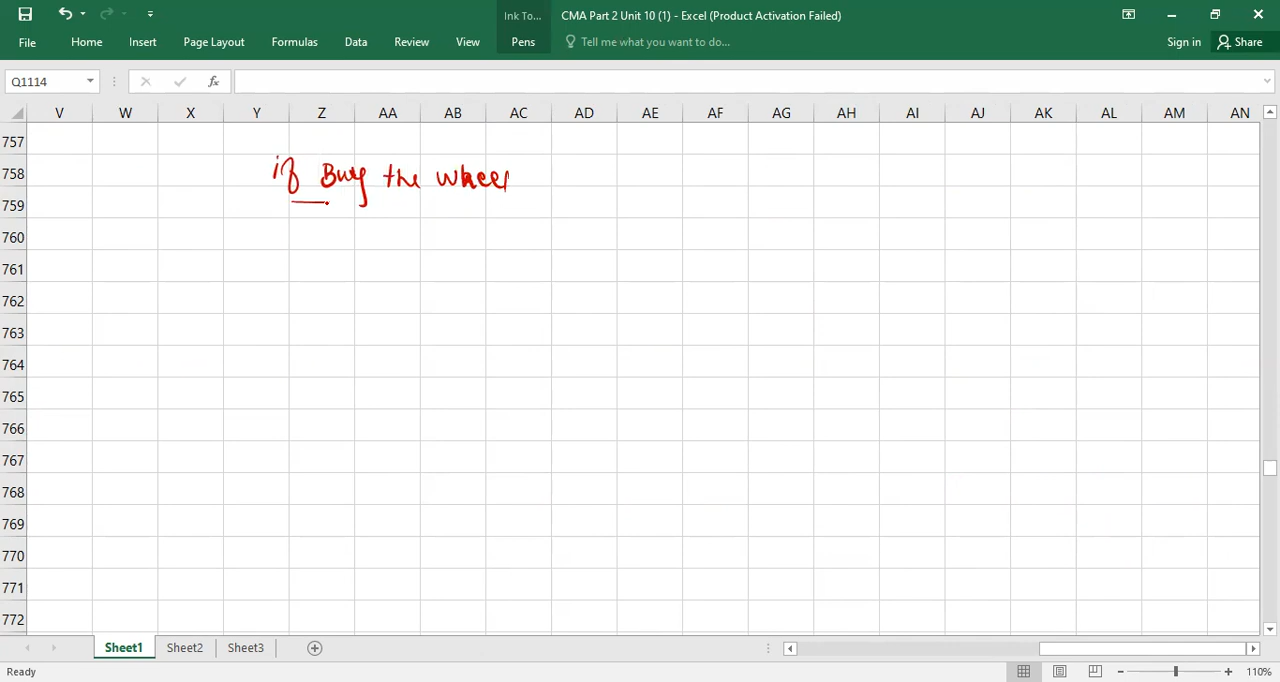 Ink To...
CMA Part 2 Unit 10 (1) - Excel (Product Activation Failed)
File Home Insert Page Layout Formulas Data Review View Pens Tell me what you want to do... Sign in Share
Q1114 fx
V W X Y Z AA AB AC AD AE AF AG AH AI AJ AK AL AM AN
757
758 if Buy the wheel
759
760
761
762
763
764
765
766
767
768
769
770
771
772
Sheet1 Sheet2 Sheet3
Ready 110%